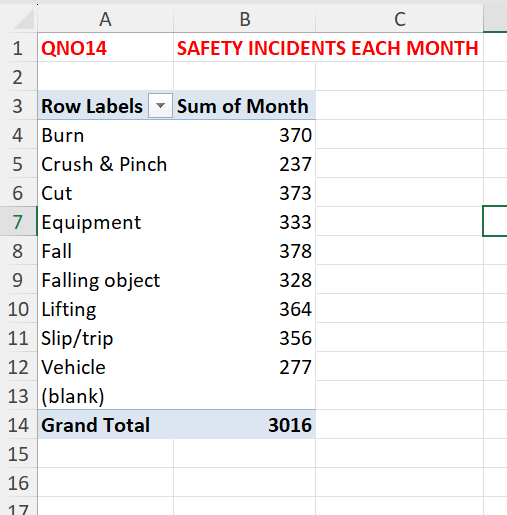 A B C
1 QNO14 SAFETY INCIDENTS EACH MONTH
2
3 Row Labels Sum of Month
4 Burn 370
5 Crush & Pinch 237
6 Cut 373
7 Equipment 333
8 Fall 378
9 Falling object 328
10 Lifting 364
11 Slip/trip 356
12 Vehicle 277
13 (blank)
14 Grand Total 3016
15
16
17